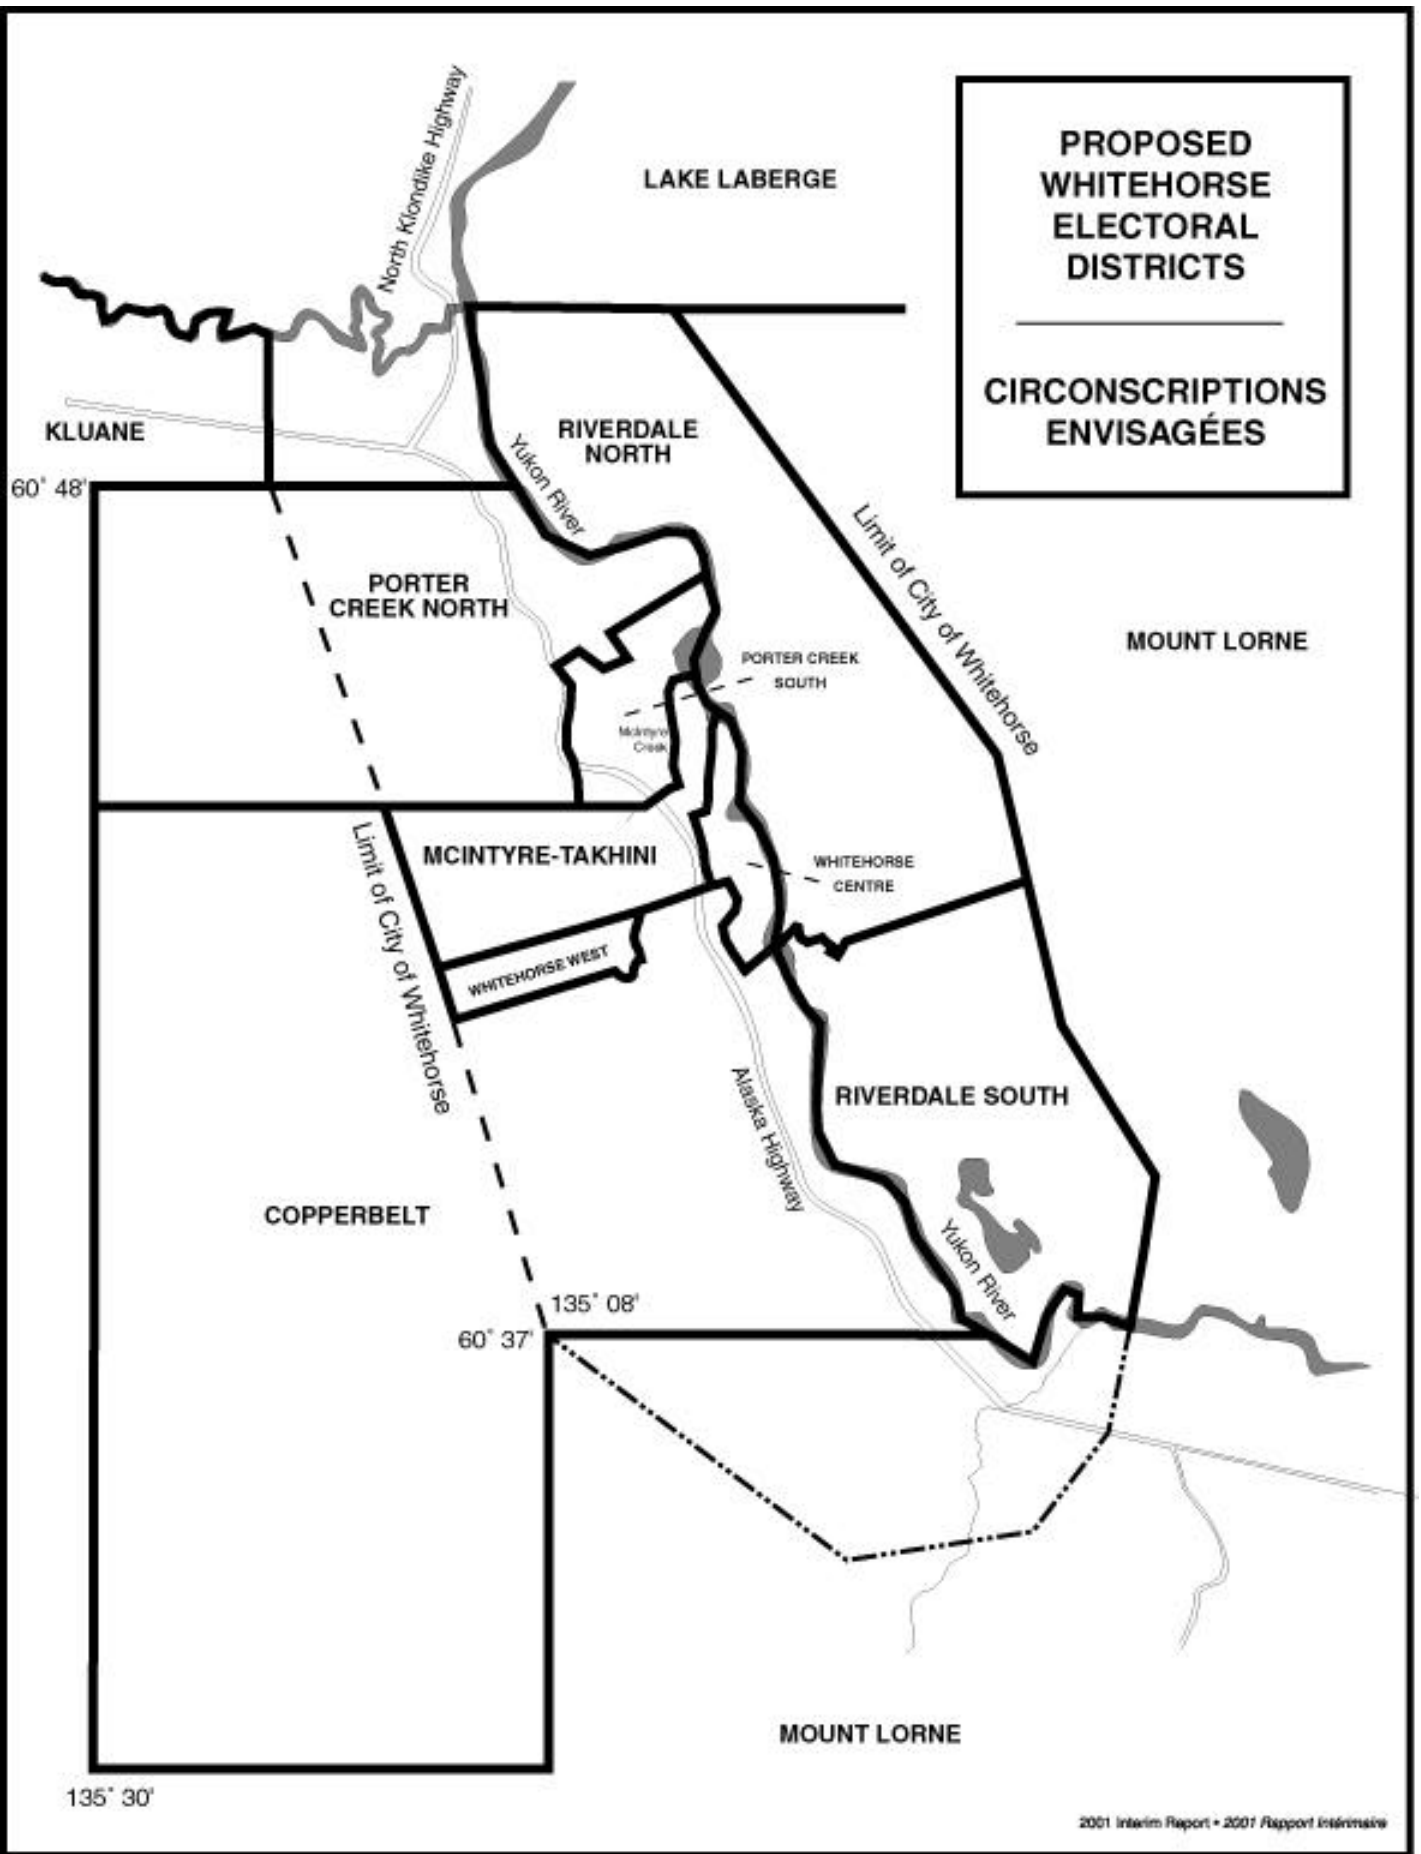 PROPOSED
WHITEHORSE
ELECTORAL
DISTRICTS
CIRCONSCRIPTIONS
ENVISAGÉES
North Klondike Highway
LAKE LABERGE
KLUANE
RIVERDALE
NORTH
Yukon River
60° 48'
Limit of City of Whitehorse
PORTER
CREEK NORTH
MOUNT LORNE
PORTER CREEK
SOUTH
McIntyre
Creek
MCINTYRE-TAKHINI
WHITEHORSE
CENTRE
Limit of City of Whitehorse
WHITEHORSE WEST
Alaska Highway
RIVERDALE SOUTH
COPPERBELT
Yukon River
135° 08'
60° 37'
MOUNT LORNE
135° 30'
2001 Interim Report • 2001 Rapport Intérimaire